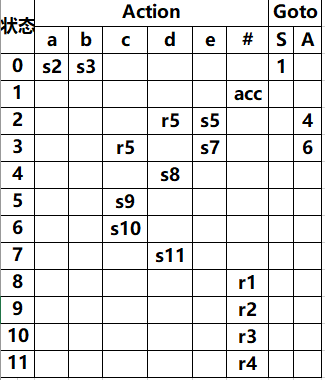 状态 Action Goto
a b c d e # S A
0 s2 s3 1
1 acc
2 r5 s5 4
3 r5 s7 6
4 s8
5 s9
6 s10
7 s11
8 r1
9 r2
10 r3
11 r4